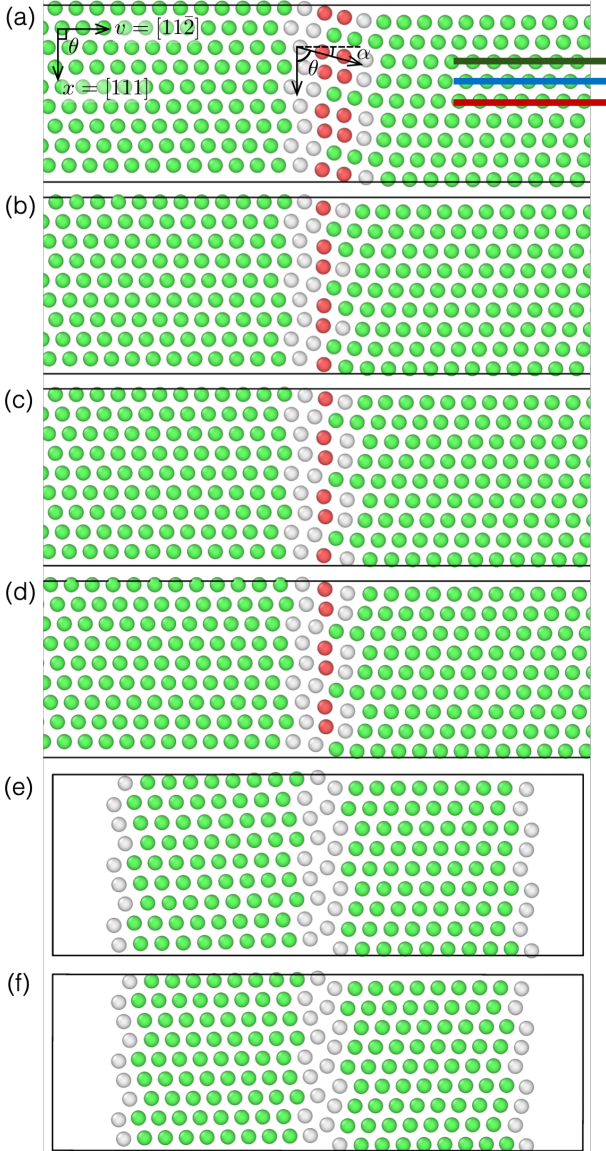 (a)
θ v = [112̄]
x = [111]
θ α
(b)
(c)
(d)
(e)
(f)